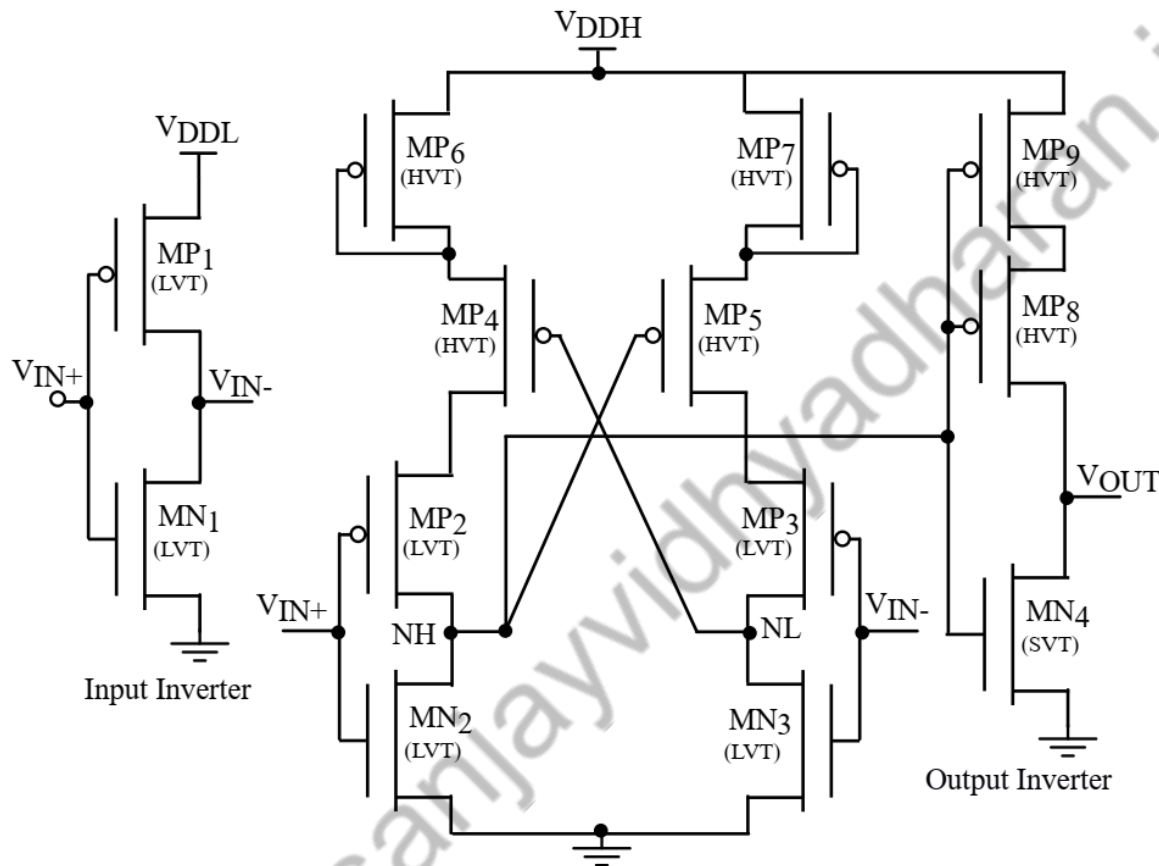 VDDH
VDDL
MP1
(LVT)
VIN+
VIN-
MN1
(LVT)
Input Inverter
MP6
(HVT)
MP7
(HVT)
MP9
(HVT)
MP4
(HVT)
MP5
(HVT)
MP8
(HVT)
MP2
(LVT)
MP3
(LVT)
VOUT
VIN+
NH
NL
VIN-
MN2
(LVT)
MN3
(LVT)
MN4
(SVT)
Output Inverter
sanjayvidhyadharan